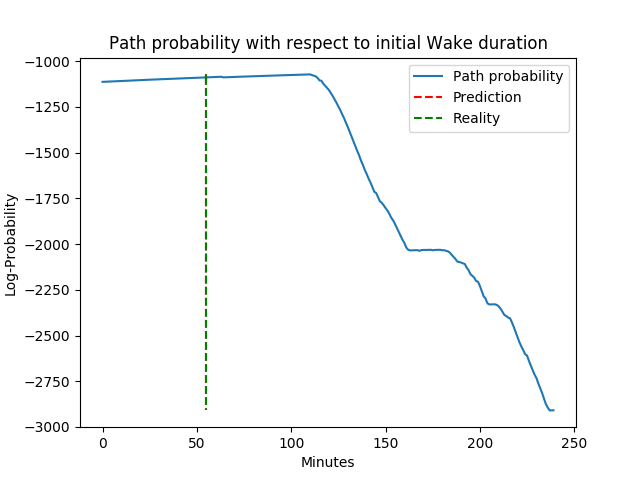 Path probability with respect to initial Wake duration
Path probability
Prediction
Reality
Log-Probability
−1000
−1250
−1500
−1750
−2000
−2250
−2500
−2750
−3000
0 50 100 150 200 250
Minutes